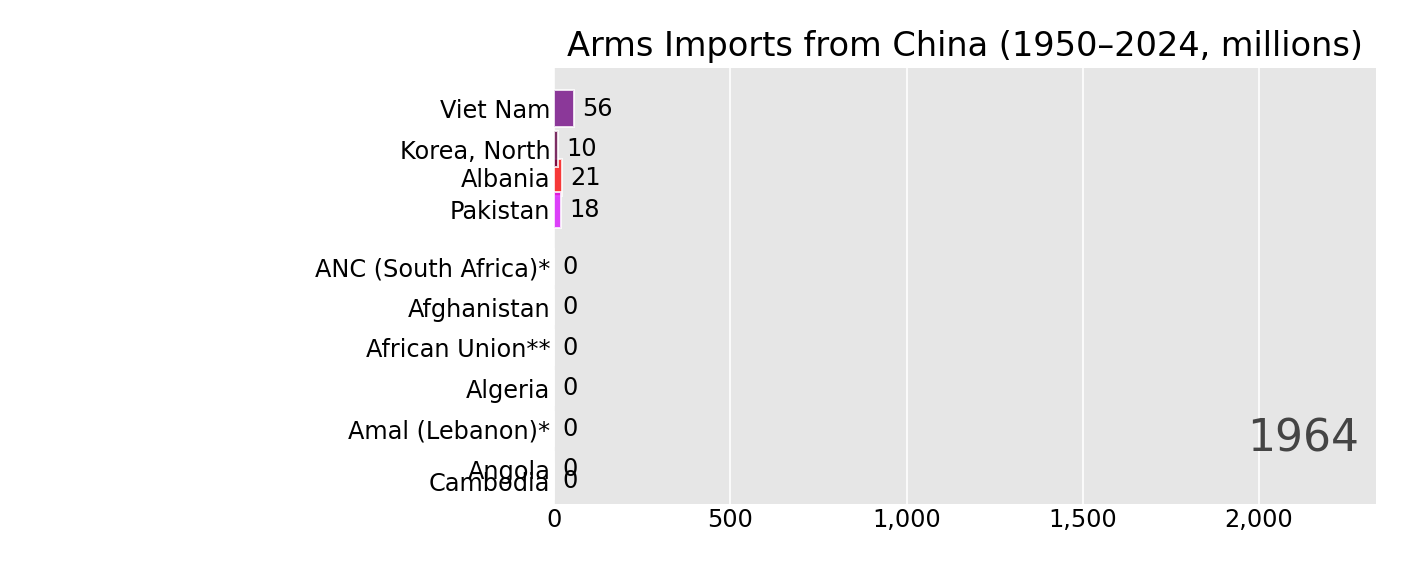 Arms Imports from China (1950–2024, millions)
Viet Nam 56
Korea, North 10
Albania 21
Pakistan 18
ANC (South Africa)* 0
Afghanistan 0
African Union** 0
Algeria 0
Amal (Lebanon)* 0
1964
Angola 0
Cambodia 0
0 500 1,000 1,500 2,000